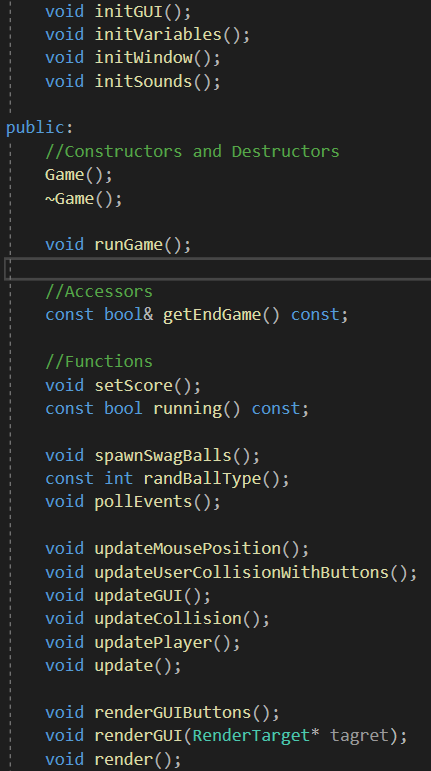 void initGUI();
void initVariables();
void initWindow();
void initSounds();
public:
//Constructors and Destructors
Game();
~Game();
void runGame();
//Accessors
const bool& getEndGame() const;
//Functions
void setScore();
const bool running() const;
void spawnSwagBalls();
const int randBallType();
void pollEvents();
void updateMousePosition();
void updateUserCollisionWithButtons();
void updateGUI();
void updateCollision();
void updatePlayer();
void update();
void renderGUIButtons();
void renderGUI(RenderTarget* tagret);
void render();